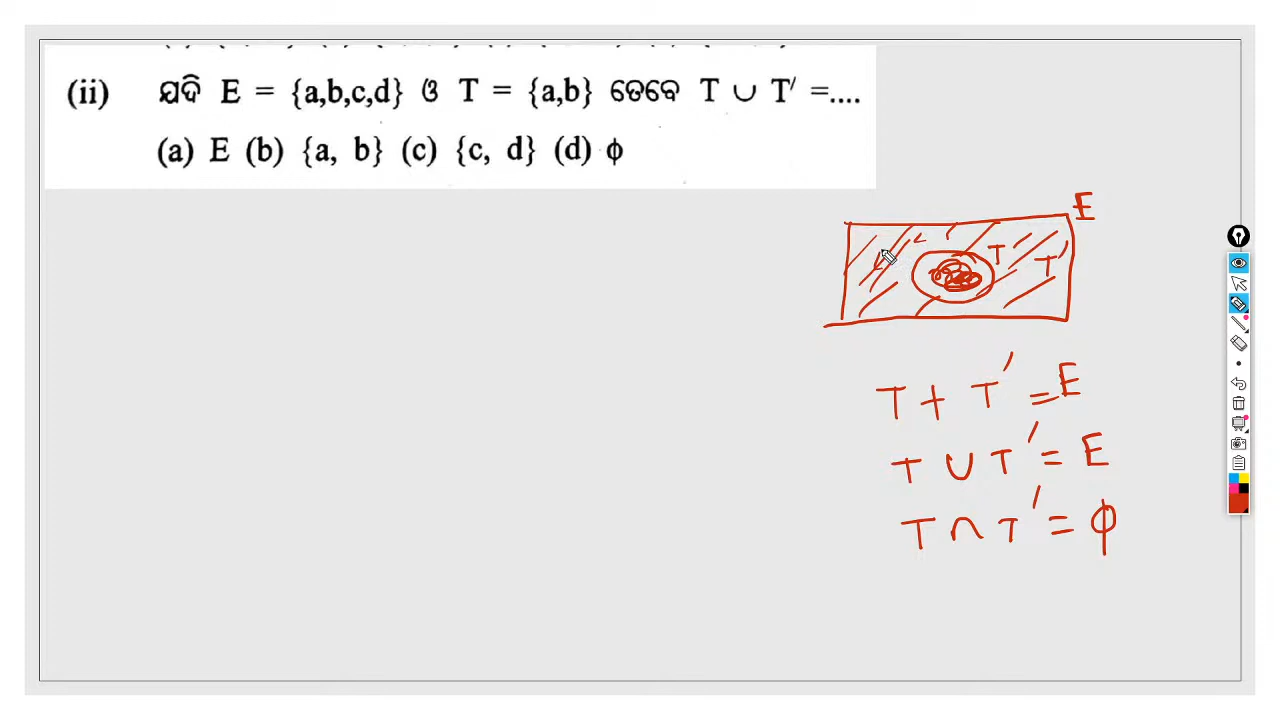 (ii) ଯଦି E = {a,b,c,d} ଓ T = {a,b} ତେବେ T ∪ T′ =....
(a) E (b) {a, b} (c) {c, d} (d) ϕ
E
T
T′
T + T′ = E
T ∪ T′ = E
T ∩ T′ = ϕ